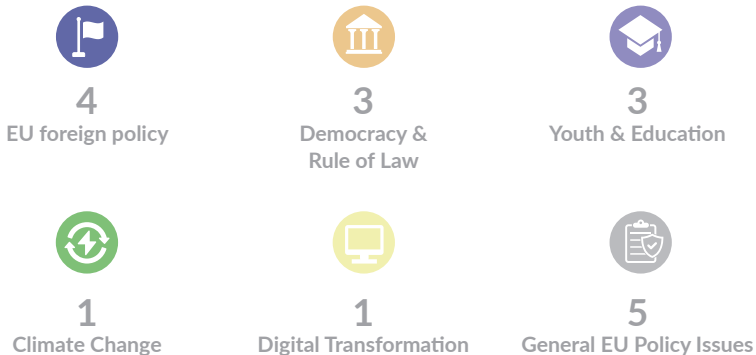 4
EU foreign policy
3
Democracy &
Rule of Law
3
Youth & Education
1
Climate Change
1
Digital Transformation
5
General EU Policy Issues